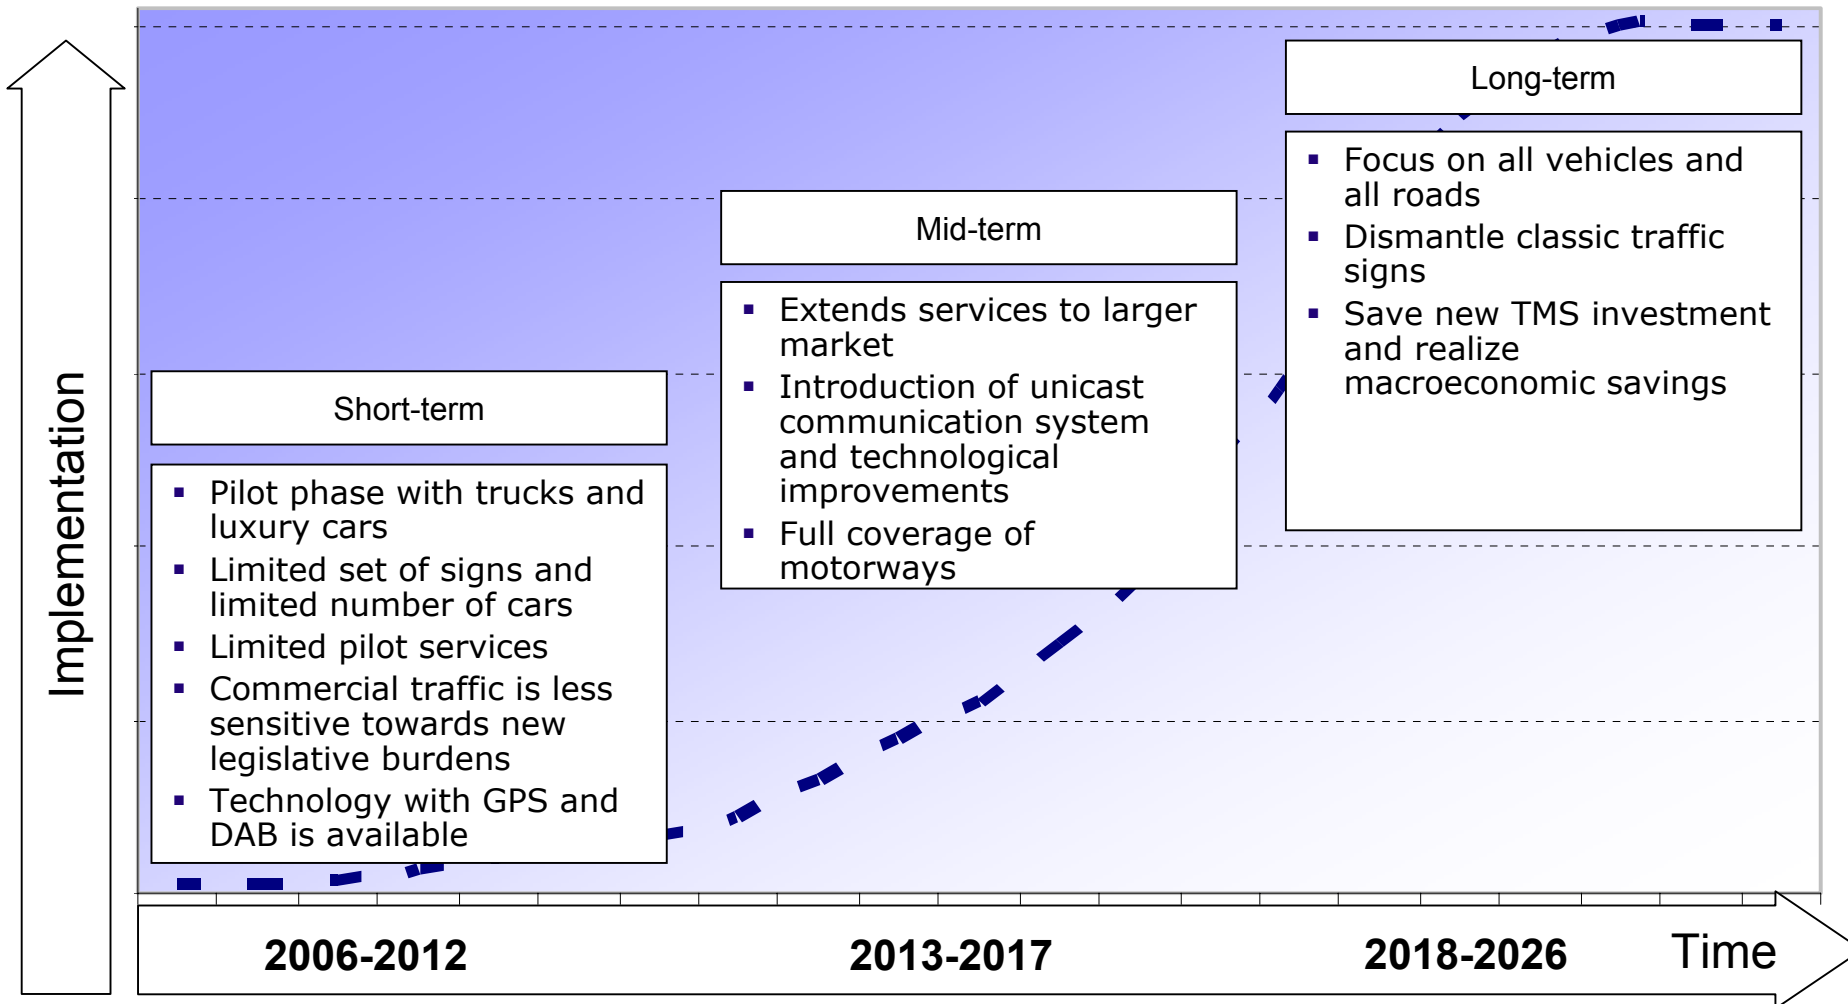 Implementation
Short-term
Pilot phase with trucks and
luxury cars
Limited set of signs and
limited number of cars
Limited pilot services
Commercial traffic is less
sensitive towards new
legislative burdens
Technology with GPS and
DAB is available
Mid-term
Extends services to larger
market
Introduction of unicast
communication system
and technological
improvements
Full coverage of
motorways
Long-term
Focus on all vehicles and
all roads
Dismantle classic traffic
signs
Save new TMS investment
and realize
macroeconomic savings
2006-2012
2013-2017
2018-2026
Time